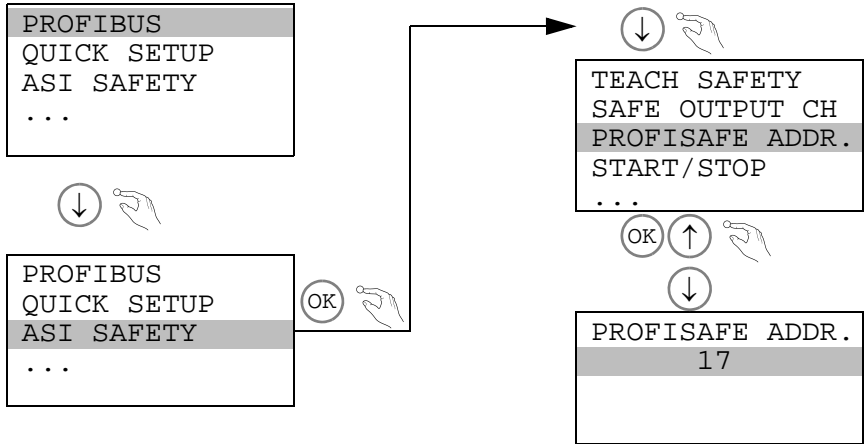 PROFIBUS
QUICK SETUP
ASI SAFETY
...
↓
PROFIBUS
QUICK SETUP
ASI SAFETY
...
OK
↓
TEACH SAFETY
SAFE OUTPUT CH
PROFISAFE ADDR.
START/STOP
...
OK ↑
↓
PROFISAFE ADDR.
17